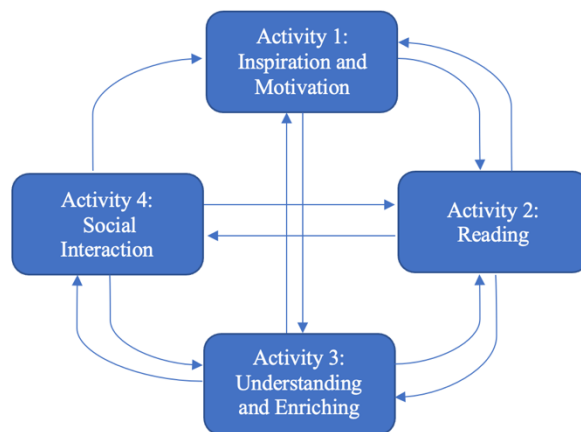 Activity 1:
Inspiration and
Motivation
Activity 4:
Social
Interaction
Activity 2:
Reading
Activity 3:
Understanding
and Enriching